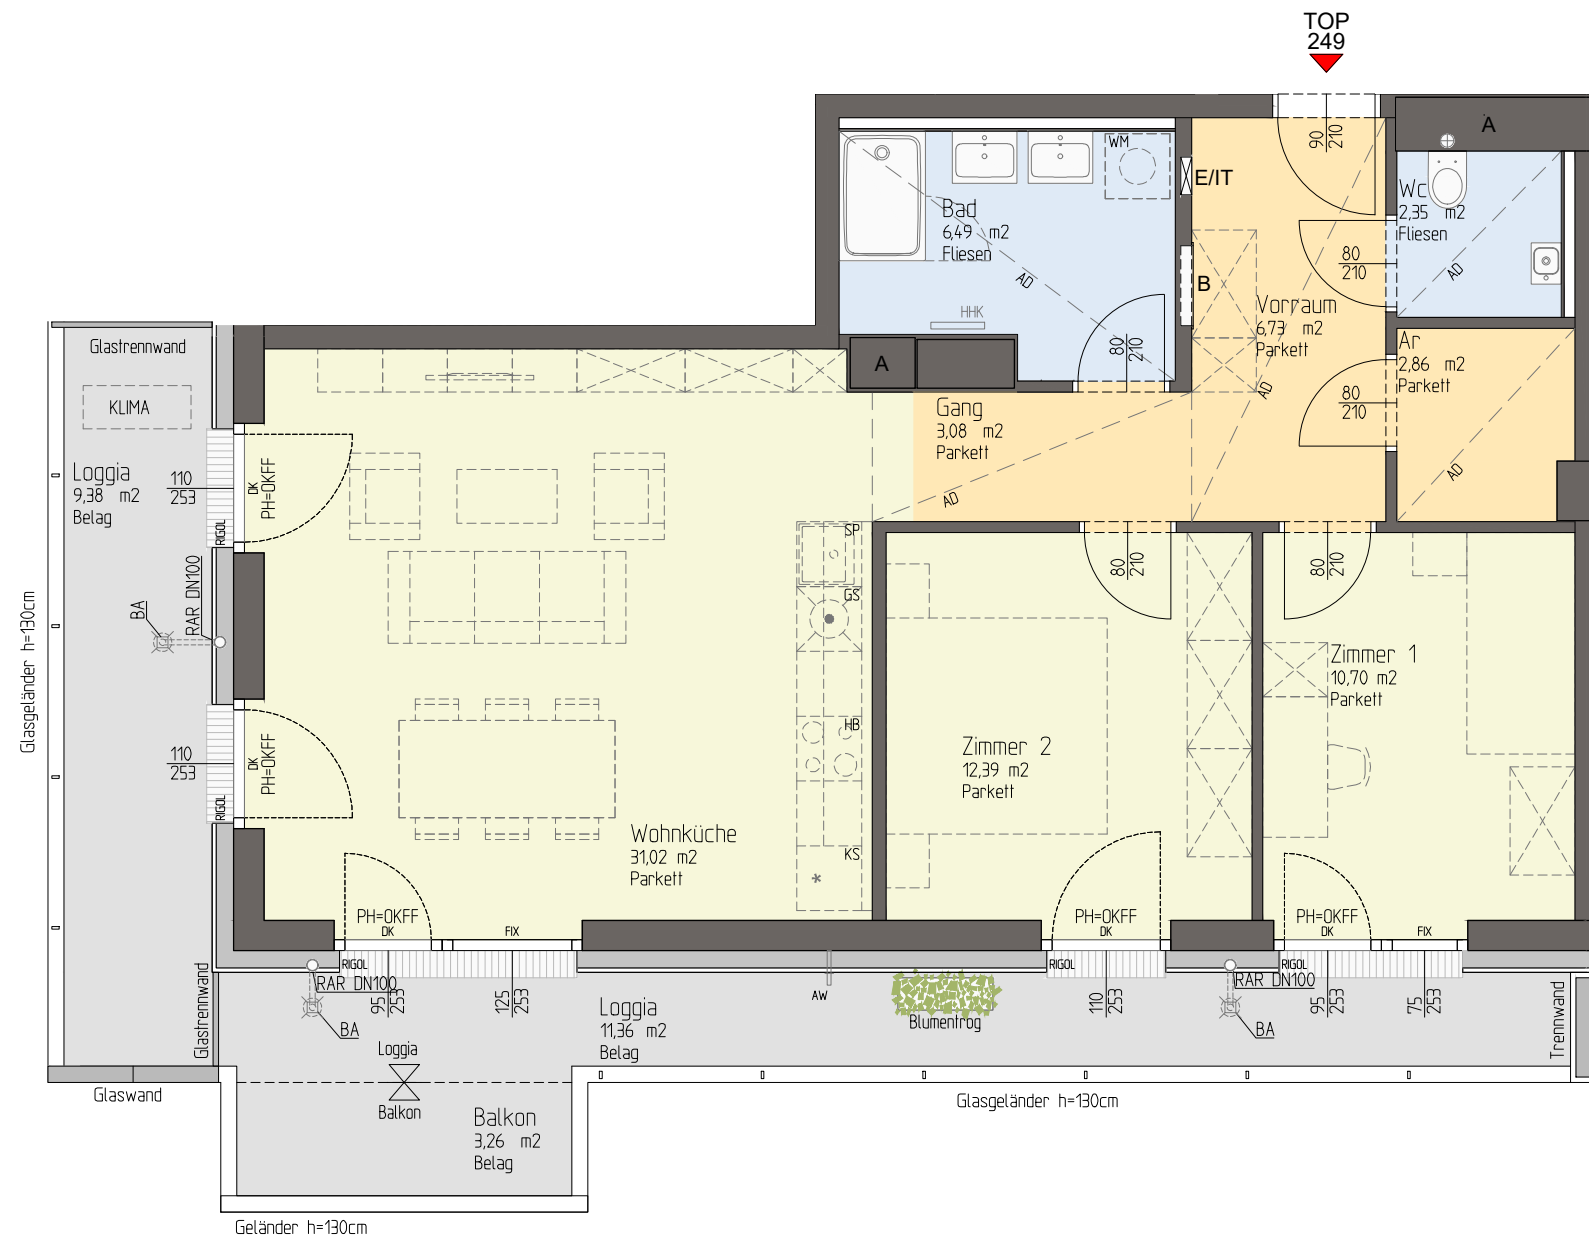 TOP
249
A
90
210
WM
E/IT
Wc
2,35 m2
Fliesen
Bad
6,49 m2
Fliesen
AD
80
210
AD
B
HHK
Vorraum
6,73 m2
Parkett
AD
Ar
2,86 m2
Parkett
80
210
AD
80
210
A
Glastrennwand
KLIMA
Loggia
9,38 m2
Belag
110
253
DK
PH=OKFF
RIGOL
Gang
3,08 m2
Parkett
AD
SP
GS
HB
KS
*
80
210
80
210
BA
RAR DN100
Glasgeländer h=130cm
Zimmer 1
10,70 m2
Parkett
Zimmer 2
12,39 m2
Parkett
110
253
DK
PH=OKFF
RIGOL
Wohnküche
31,02 m2
Parkett
PH=OKFF
DK
FIX
PH=OKFF
DK
PH=OKFF
DK
FIX
RIGOL
RAR DN100
95
253
125
253
BA
Glastrennwand
AW
Loggia
11,36 m2
Belag
Blumentrog
RIGOL
110
253
RIGOL
RAR DN100
95
253
75
253
BA
Trennwand
Loggia
Balkon
Glaswand
Balkon
3,26 m2
Belag
Glasgeländer h=130cm
Geländer h=130cm